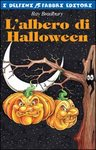 I DELFINI FABBRI EDITORI
Ray Bradbury
L'albero di
Halloween